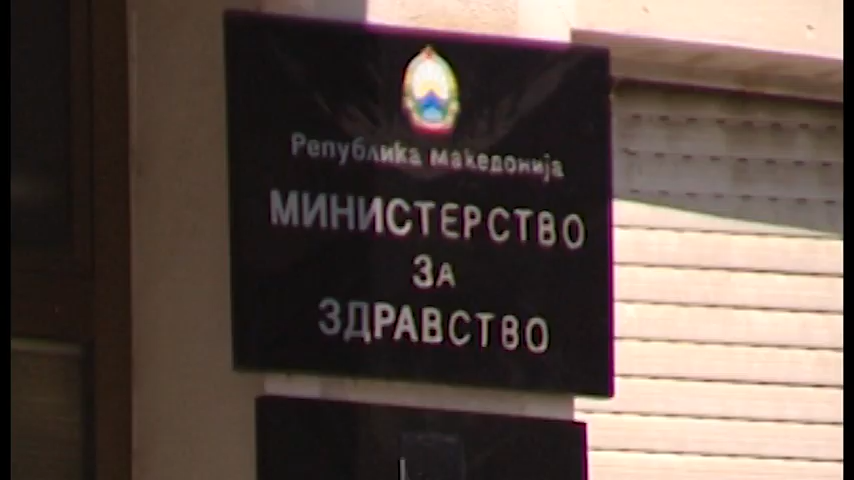 Република Македонија
МИНИСТЕРСТВО
ЗА
ЗДРАВСТВО